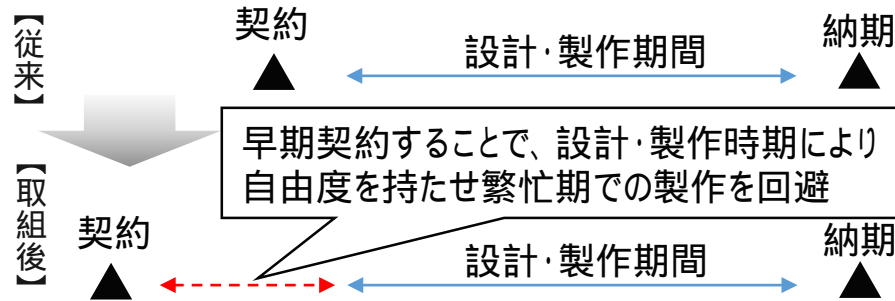 【従来】
契約
設計・製作期間
納期
早期契約することで、設計・製作時期により
自由度を持たせ繁忙期での製作を回避
【取組後】
契約
設計・製作期間
納期